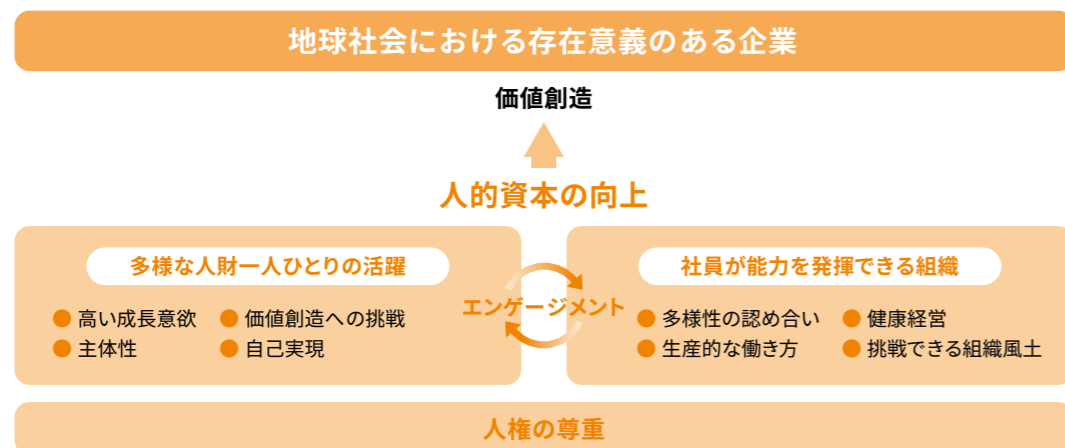 地球社会における存在意義のある企業
価値創造
人的資本の向上
多様な人財一人ひとりの活躍
● 高い成長意欲 ● 価値創造への挑戦
● 主体性 ● 自己実現
エンゲージメント
社員が能力を発揮できる組織
● 多様性の認め合い ● 健康経営
● 生産的な働き方 ● 挑戦できる組織風土
人権の尊重